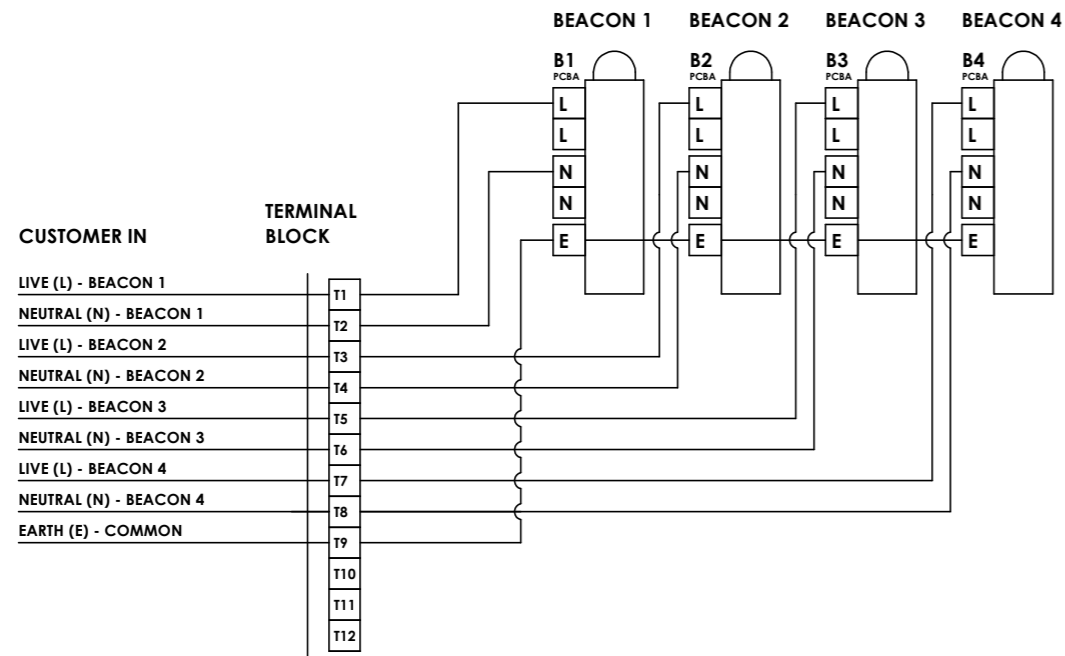 BEACON 1 BEACON 2 BEACON 3 BEACON 4
B1 B2 B3 B4
PCBA PCBA PCBA PCBA
L L L L
L L L L
N N N N
N N N N
E E E E
TERMINAL
BLOCK
CUSTOMER IN
LIVE (L) - BEACON 1
T1
NEUTRAL (N) - BEACON 1
T2
LIVE (L) - BEACON 2
T3
NEUTRAL (N) - BEACON 2
T4
LIVE (L) - BEACON 3
T5
NEUTRAL (N) - BEACON 3
T6
LIVE (L) - BEACON 4
T7
NEUTRAL (N) - BEACON 4
T8
EARTH (E) - COMMON
T9
T10
T11
T12